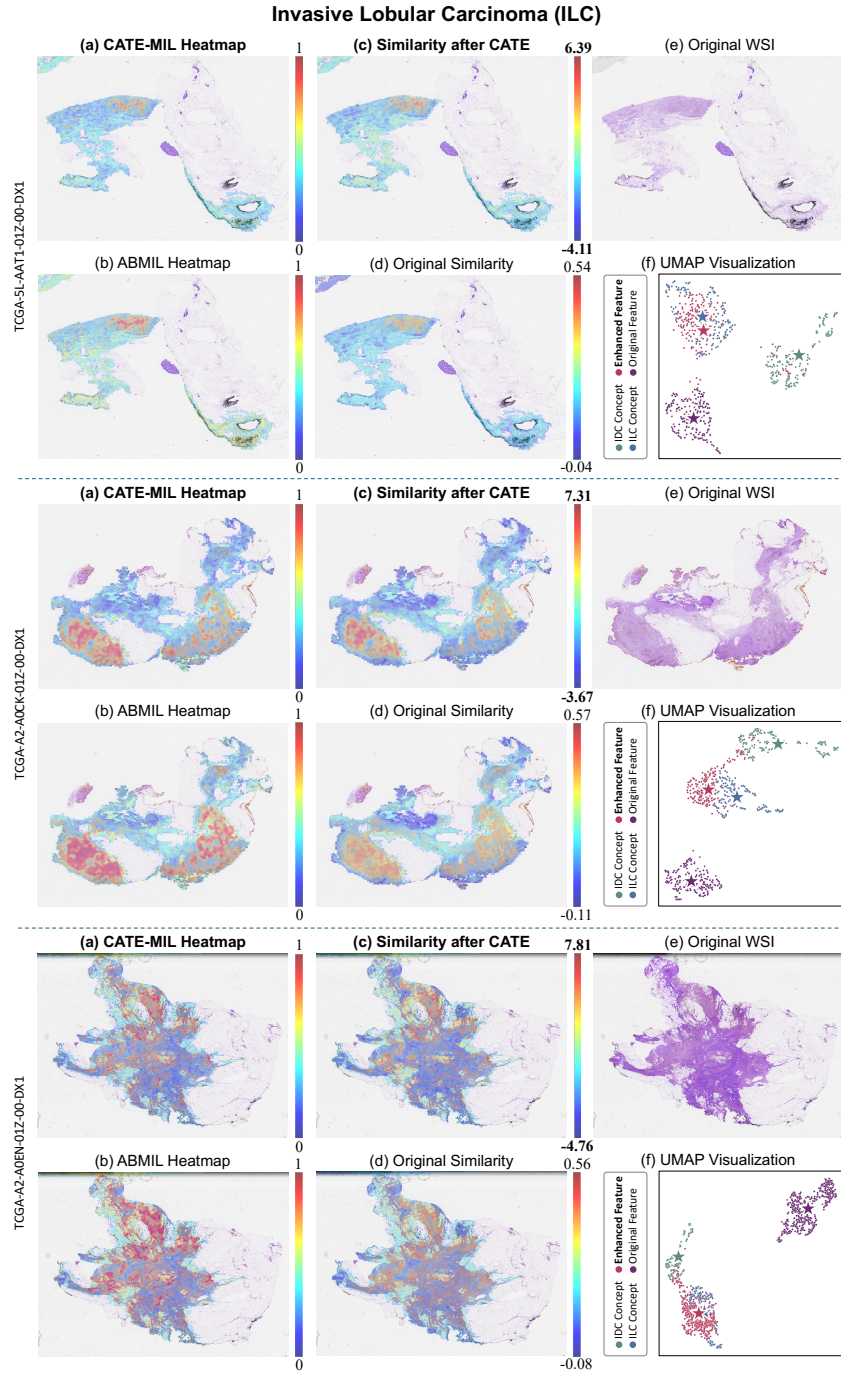 Invasive Lobular Carcinoma (ILC)
TCGA-5L-AAT1-01Z-00-DX1
(a) CATE-MIL Heatmap
1
0
(c) Similarity after CATE
6.39
-4.11
(e) Original WSI
(b) ABMIL Heatmap
1
0
(d) Original Similarity
0.54
-0.04
(f) UMAP Visualization
IDC Concept
Enhanced Feature
ILC Concept
Original Feature
TCGA-A2-A0CK-01Z-00-DX1
(a) CATE-MIL Heatmap
1
0
(c) Similarity after CATE
7.31
-3.67
(e) Original WSI
(b) ABMIL Heatmap
1
0
(d) Original Similarity
0.57
-0.11
(f) UMAP Visualization
IDC Concept
Enhanced Feature
ILC Concept
Original Feature
TCGA-A2-A0EN-01Z-00-DX1
(a) CATE-MIL Heatmap
1
0
(c) Similarity after CATE
7.81
-4.76
(e) Original WSI
(b) ABMIL Heatmap
1
0
(d) Original Similarity
0.56
-0.08
(f) UMAP Visualization
IDC Concept
Enhanced Feature
ILC Concept
Original Feature